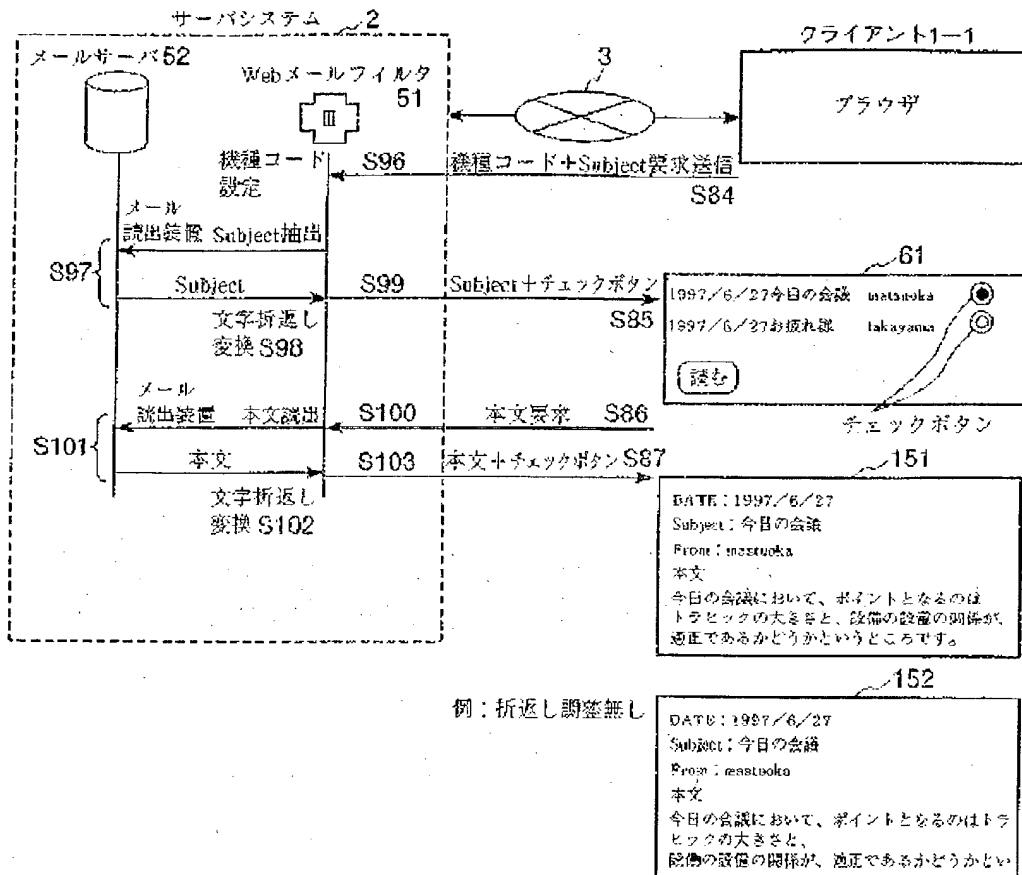 サーバシステム 2
メールサーバ52
Webメールフィルタ
51
3
クライアント1―1
ブラウザ
機種コード
設定
S96
機種コード+Subject要求送信
S84
メール
読出装置 Subject抽出
S97
Subject
S99
Subject+チェックボタン
S85
文字折返し
変換 S98
61
1997/6/27今日の会議 matsuoka
1997/6/27お疲れ様 takayama
読む
チェックボタン
メール
読出装置 本文読出
S100
本文要求
S86
S101
本文
S103
本文+チェックボタン S87
文字折返し
変換 S102
151
DATE:1997/6/27
Subject:今日の会議
From:mastuoka
本文
今日の会議において、ポイントとなるのは
トラヒックの大きさと、設備の設置の関係が、
適正であるかどうかというところです。
152
例:折返し調整無し
DATE:1997/6/27
Subject:今日の会議
From:mastuoka
本文
今日の会議において、ポイントとなるのはトラ
ヒックの大きさと、
の設備の関係が、適正であるかどうかとい